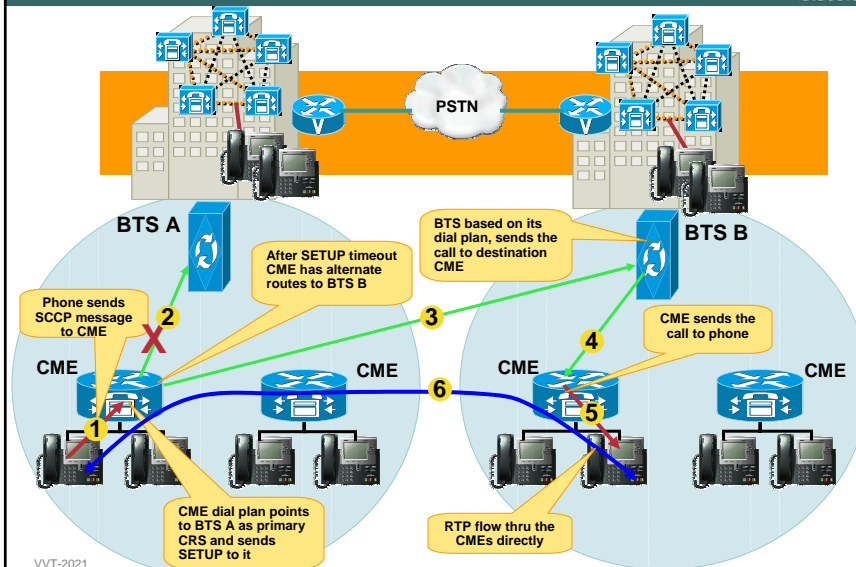 PSTN
V
V
BTS A
BTS B
BTS based on its
dial plan, sends the
call to destination
CME
After SETUP timeout
CME has alternate
routes to BTS B
Phone sends
SCCP message
to CME
2
X
3
4
CME sends the
call to phone
CME
CME
CME
CME
6
1
5
CME dial plan points
to BTS A as primary
CRS and sends
SETUP to it
RTP flow thru the
CMEs directly
VVT-2021